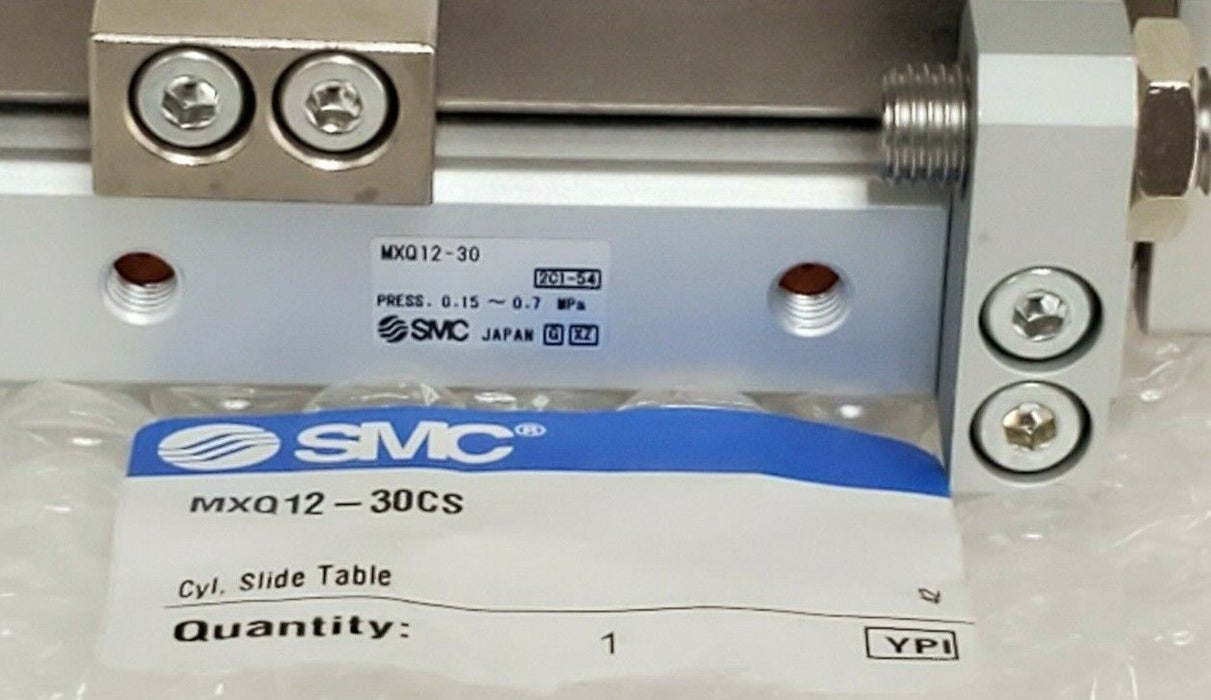 MXQ12-30
2CI-54
PRESS. 0.15 ~ 0.7 MPa
SMC JAPAN G XZ
SMC®
MXQ12-30CS
Cyl. Slide Table
Quantity: 1
YPI